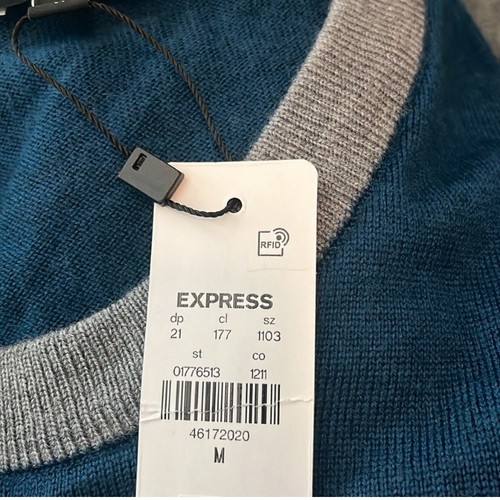 RFID
EXPRESS
dp cl sz
21 177 1103
st co
01776513 1211
46172020
M